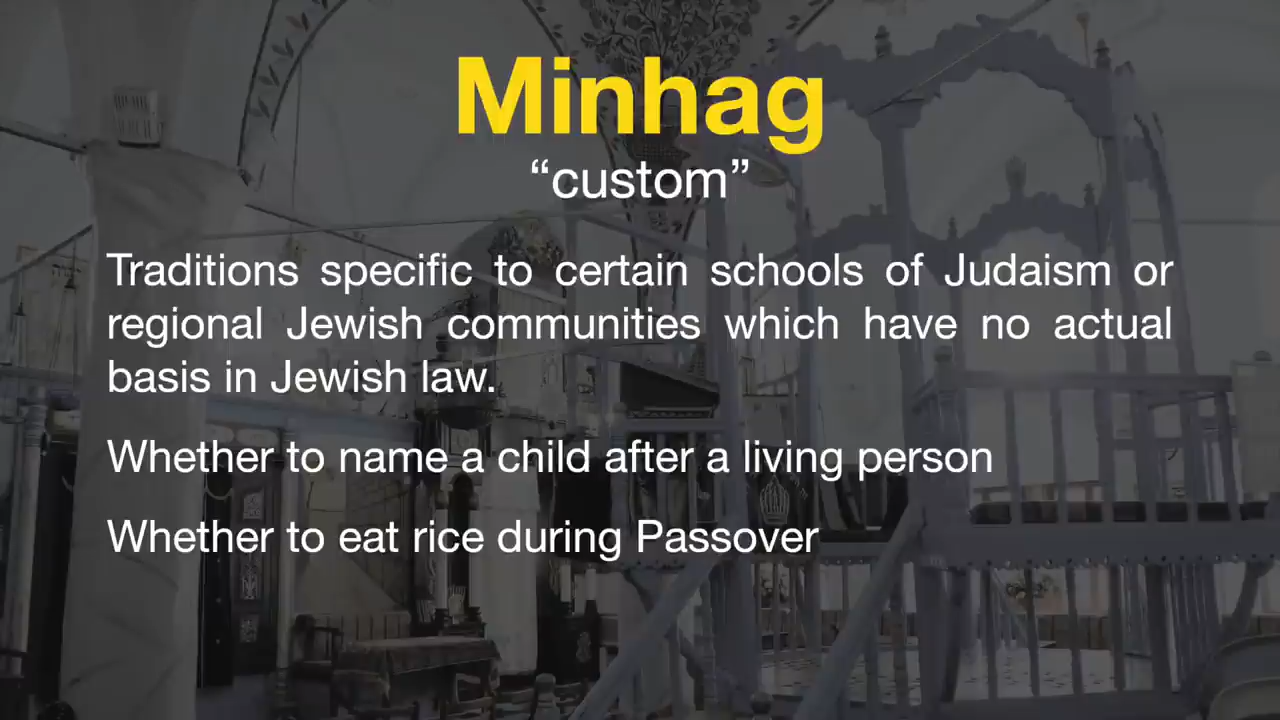 Minhag
“custom”
Traditions specific to certain schools of Judaism or
regional Jewish communities which have no actual
basis in Jewish law.
Whether to name a child after a living person
Whether to eat rice during Passover